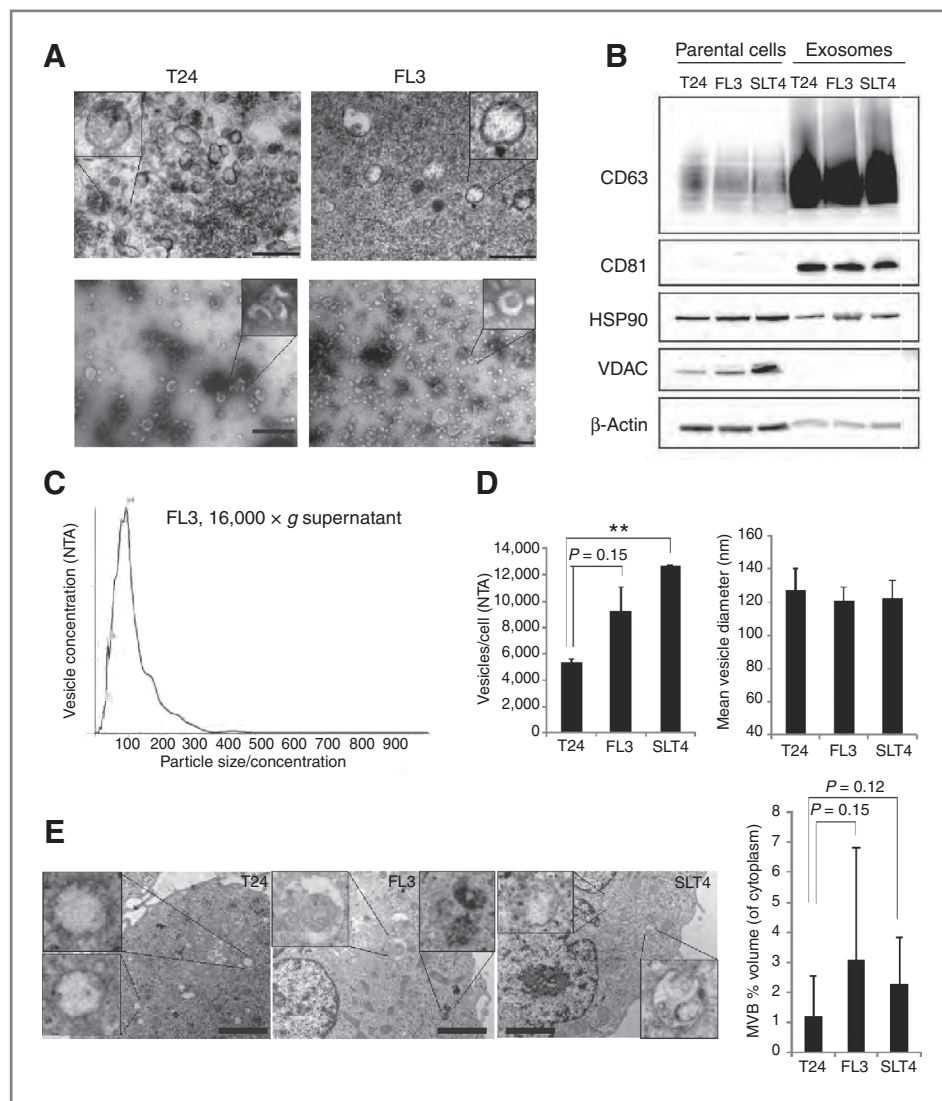 A
T24 FL3
B
Parental cells Exosomes
T24 FL3 SLT4 T24 FL3 SLT4
CD63
CD81
HSP90
VDAC
β-Actin
C
FL3, 16,000 × g supernatant
Vesicle concentration (NTA)
100 200 300 400 500 600 700 800 900
Particle size/concentration
D
**
P = 0.15
14,000
12,000
10,000
8,000
6,000
4,000
2,000
0
Vesicles/cell (NTA)
T24 FL3 SLT4
160
140
120
100
80
60
40
Mean vesicle diameter (nm)
T24 FL3 SLT4
E
T24 FL3 SLT4
P = 0.12
P = 0.15
8
7
6
5
4
3
2
1
0
MVB % volume (of cytoplasm)
T24 FL3 SLT4